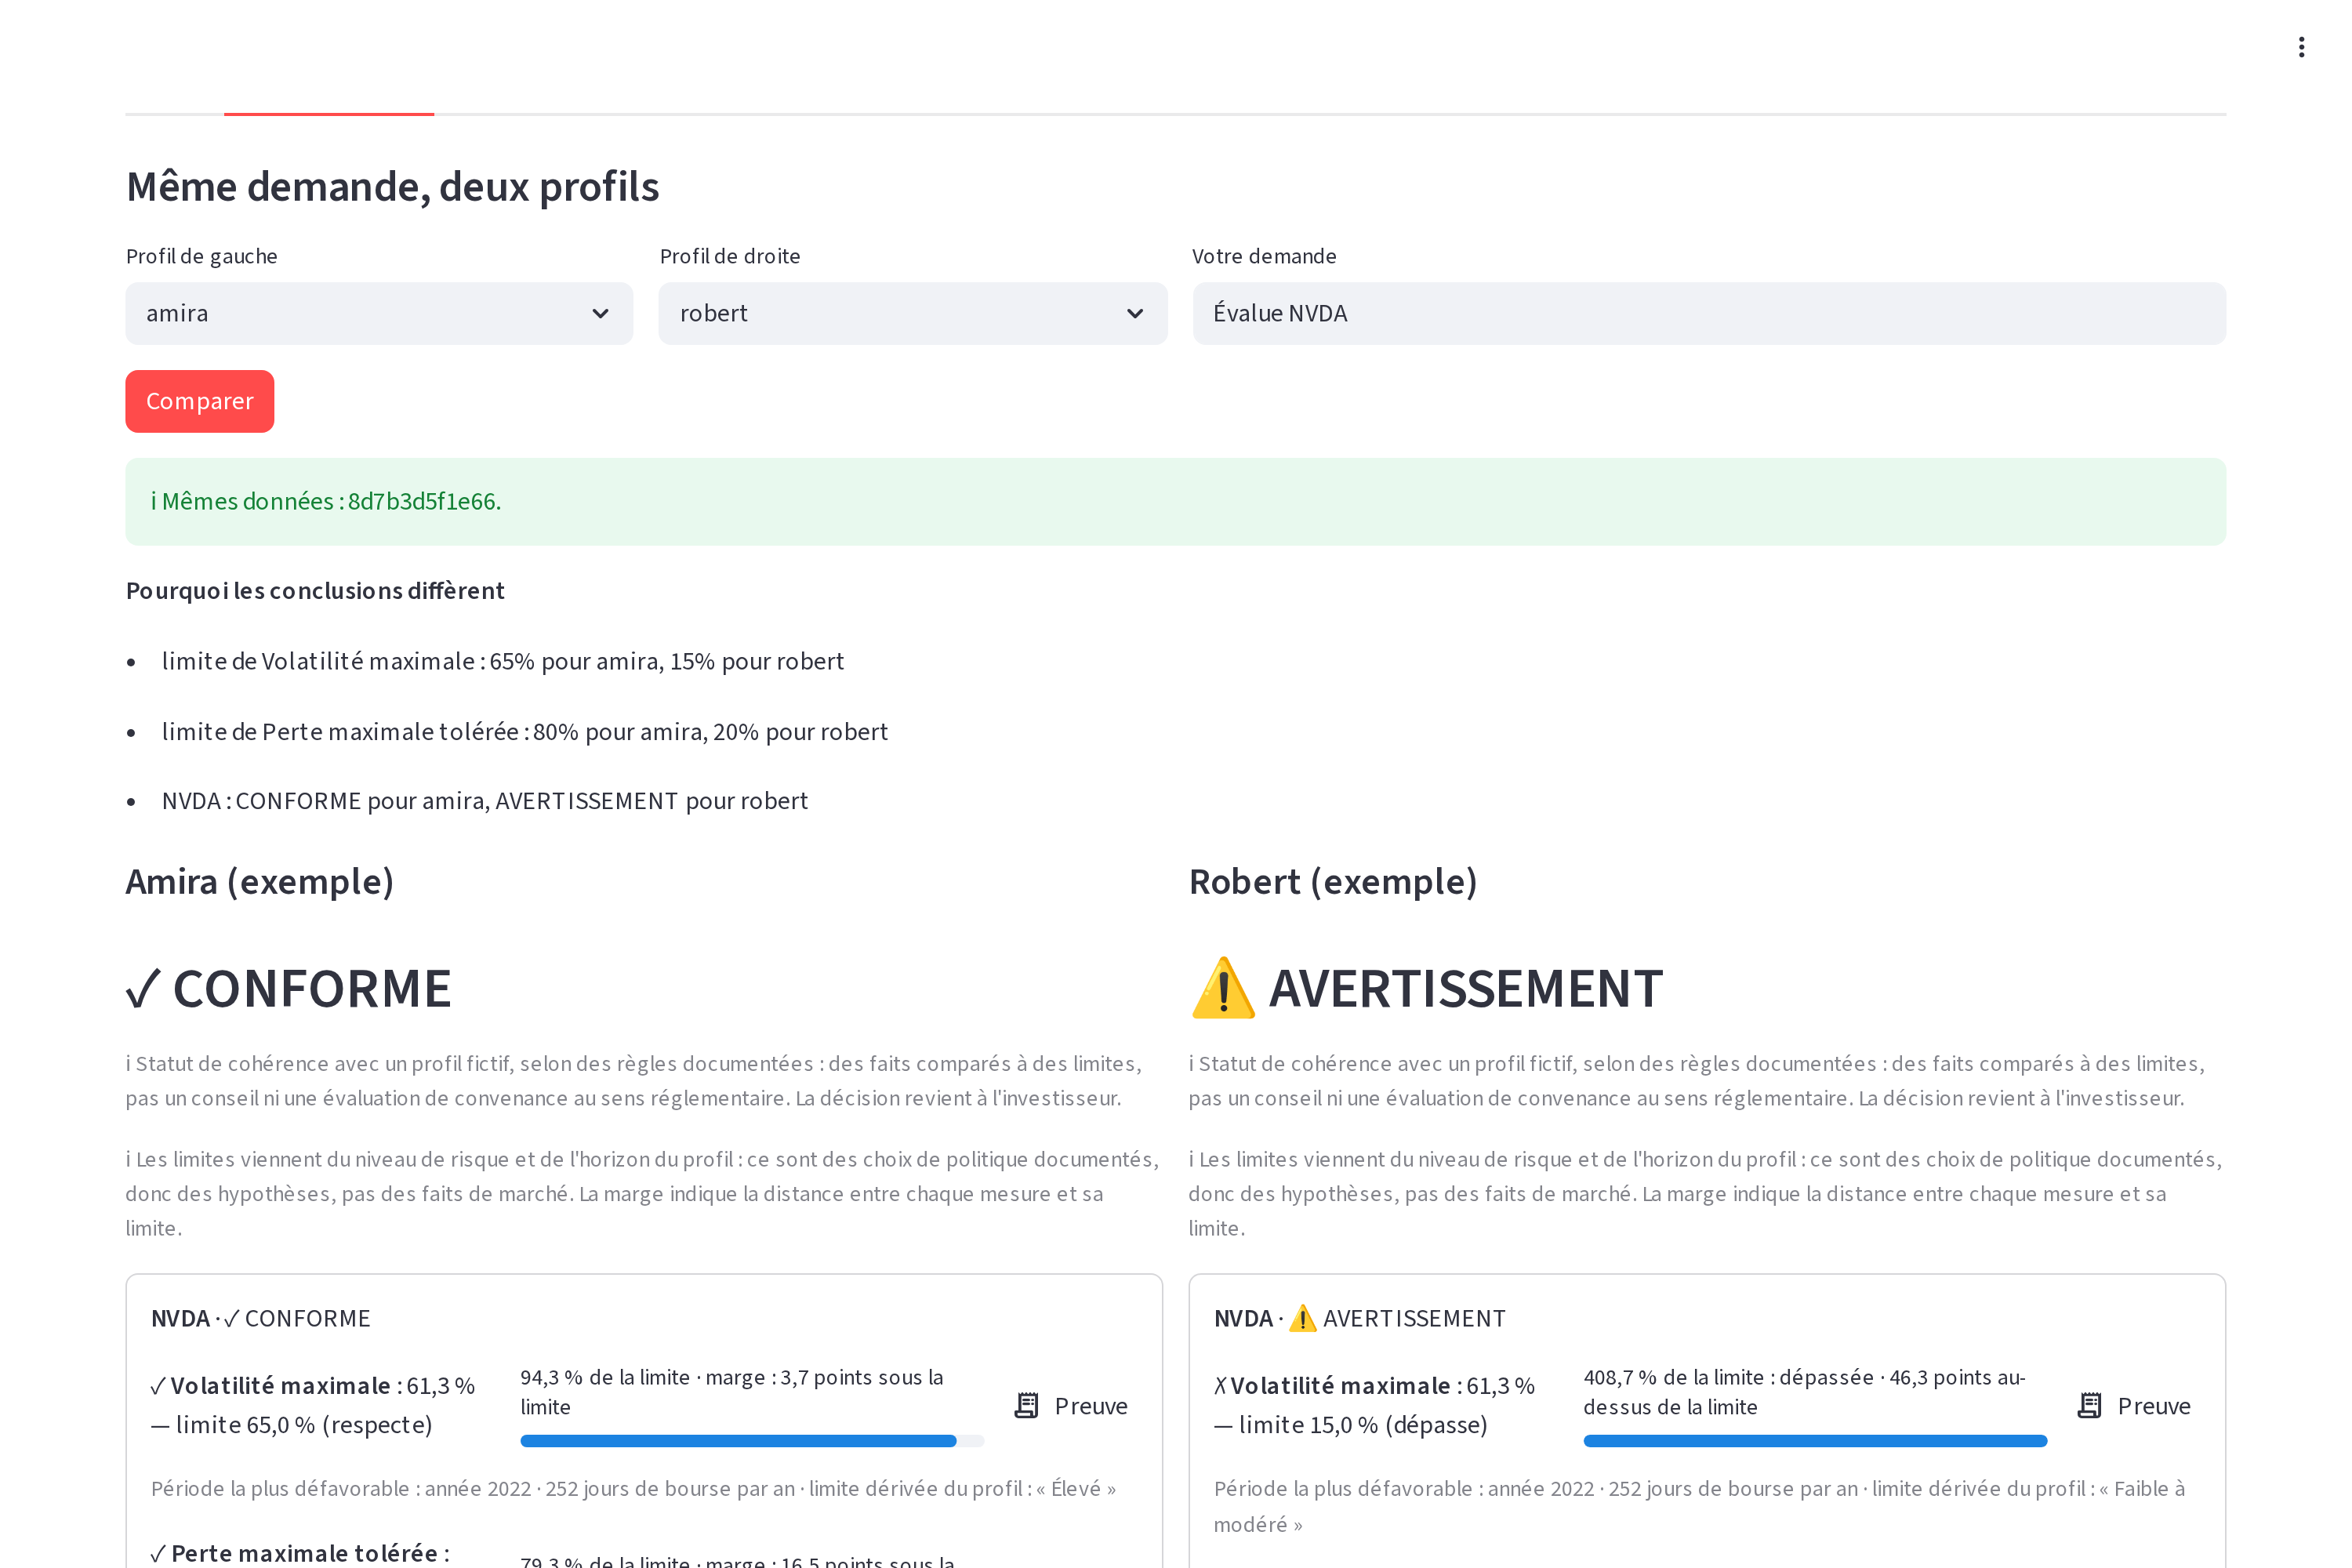 Même demande, deux profils
Profil de gauche
Profil de droite
Votre demande
amira
robert
Évalue NVDA
Comparer
ℹ Mêmes données : 8d7b3d5f1e66.
Pourquoi les conclusions diffèrent
• limite de Volatilité maximale : 65% pour amira, 15% pour robert
• limite de Perte maximale tolérée : 80% pour amira, 20% pour robert
• NVDA : CONFORME pour amira, AVERTISSEMENT pour robert
Amira (exemple)
✓ CONFORME
ℹ Statut de cohérence avec un profil fictif, selon des règles documentées : des faits comparés à des limites,
pas un conseil ni une évaluation de convenance au sens réglementaire. La décision revient à l'investisseur.
ℹ Les limites viennent du niveau de risque et de l'horizon du profil : ce sont des choix de politique documentés,
donc des hypothèses, pas des faits de marché. La marge indique la distance entre chaque mesure et sa
limite.
NVDA · ✓ CONFORME
✓ Volatilité maximale : 61,3 %
— limite 65,0 % (respecte)
94,3 % de la limite · marge : 3,7 points sous la
limite
Preuve
Période la plus défavorable : année 2022 · 252 jours de bourse par an · limite dérivée du profil : « Élevé »
✓ Perte maximale tolérée :
79,3 % de la limite · marge : 16,5 points sous la
Robert (exemple)
⚠️ AVERTISSEMENT
ℹ Statut de cohérence avec un profil fictif, selon des règles documentées : des faits comparés à des limites,
pas un conseil ni une évaluation de convenance au sens réglementaire. La décision revient à l'investisseur.
ℹ Les limites viennent du niveau de risque et de l'horizon du profil : ce sont des choix de politique documentés,
donc des hypothèses, pas des faits de marché. La marge indique la distance entre chaque mesure et sa
limite.
NVDA · ⚠️ AVERTISSEMENT
✗ Volatilité maximale : 61,3 %
— limite 15,0 % (dépasse)
408,7 % de la limite : dépassée · 46,3 points au-
dessus de la limite
Preuve
Période la plus défavorable : année 2022 · 252 jours de bourse par an · limite dérivée du profil : « Faible à
modéré »